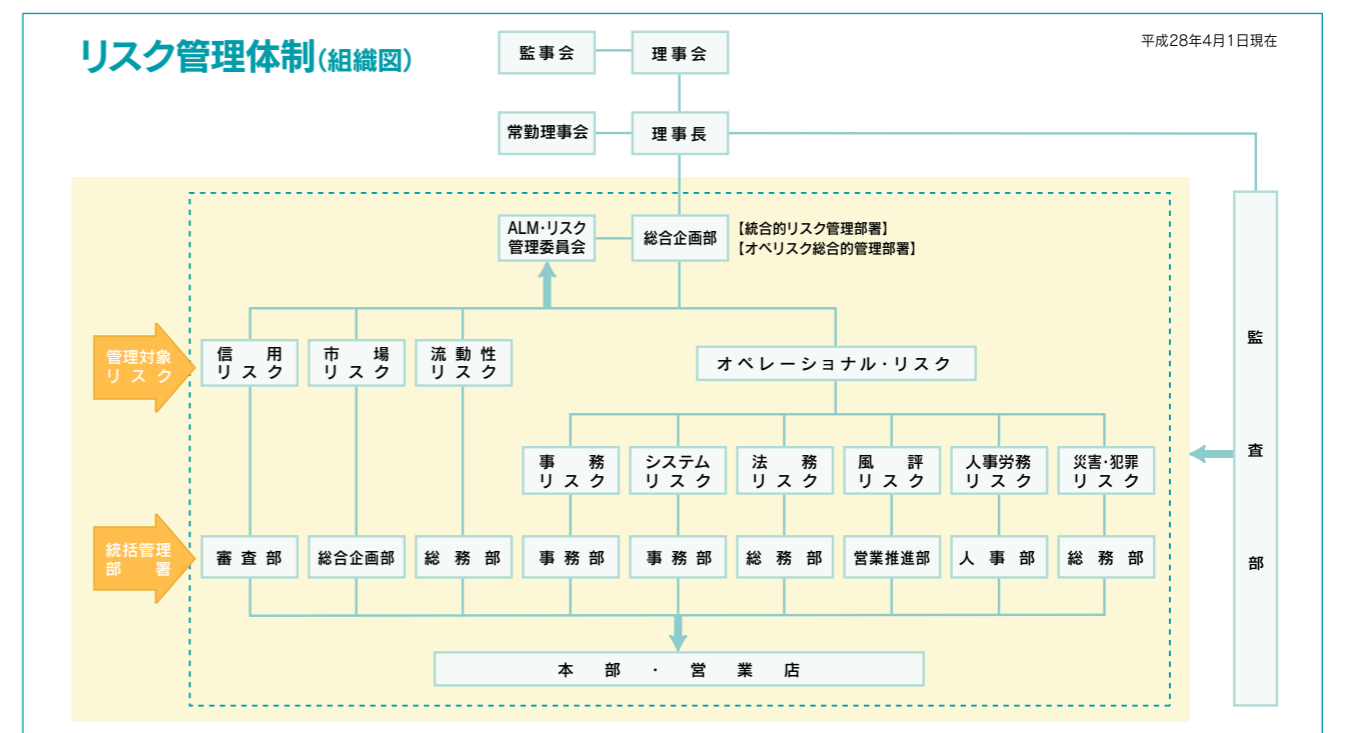 リスク管理体制(組織図)
平成28年4月1日現在
監事会
理事会
常勤理事会
理事長
ALM・リスク
管理委員会
総合企画部
【統合的リスク管理部署】
【オペリスク総合的管理部署】
管理対象
リスク
信用
リスク
市場
リスク
流動性
リスク
オペレーショナル・リスク
事務
リスク
システム
リスク
法務
リスク
風評
リスク
人事労務
リスク
災害・犯罪
リスク
統括管理
部署
審査部
総合企画部
総務部
事務部
事務部
総務部
営業推進部
人事部
総務部
本部・営業店
監査部